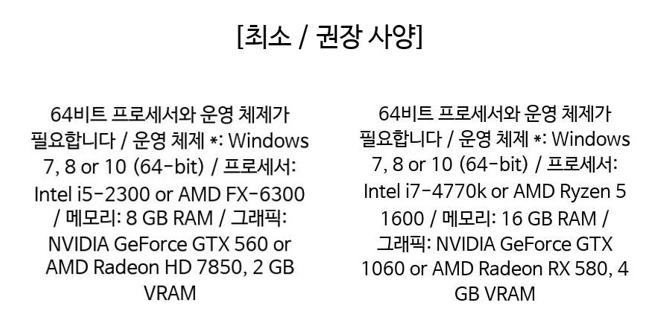 [최소 / 권장 사양]
64비트 프로세서와 운영 체제가
필요합니다 / 운영 체제 *: Windows
7, 8 or 10 (64-bit) / 프로세서:
Intel i5-2300 or AMD FX-6300
/ 메모리: 8 GB RAM / 그래픽:
NVIDIA GeForce GTX 560 or
AMD Radeon HD 7850, 2 GB
VRAM
64비트 프로세서와 운영 체제가
필요합니다 / 운영 체제 *: Windows
7, 8 or 10 (64-bit) / 프로세서:
Intel i7-4770k or AMD Ryzen 5
1600 / 메모리: 16 GB RAM /
그래픽: NVIDIA GeForce GTX
1060 or AMD Radeon RX 580, 4
GB VRAM